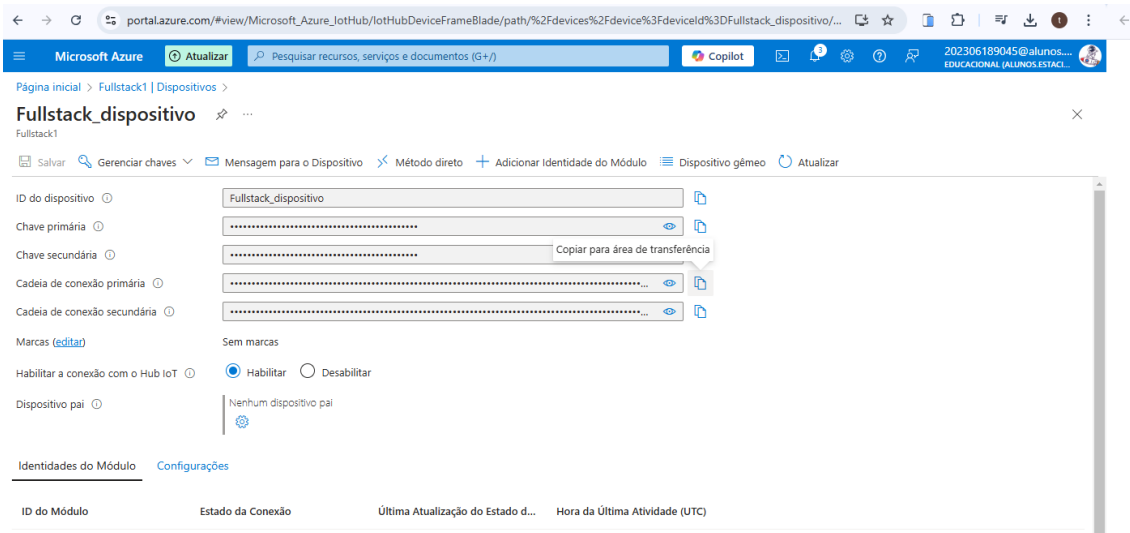 portal.azure.com/#view/Microsoft_Azure_IotHub/IotHubDeviceFrameBlade/path/%2Fdevices%2Fdevice%3FdeviceId%3DFullstack_dispositivo/...
t
Microsoft Azure
Atualizar
Pesquisar recursos, serviços e documentos (G+/)
Copilot
3
202306189045@alunos....
EDUCACIONAL (ALUNOS.ESTACI...
Página inicial > Fullstack1 | Dispositivos >
Fullstack_dispositivo ...
Fullstack1
Salvar Gerenciar chaves Mensagem para o Dispositivo Método direto Adicionar Identidade do Módulo Dispositivo gêmeo Atualizar
ID do dispositivo Fullstack_dispositivo
Chave primária
Chave secundária
Copiar para área de transferência
Cadeia de conexão primária
Cadeia de conexão secundária
Marcas (editar) Sem marcas
Habilitar a conexão com o Hub IoT Habilitar Desabilitar
Dispositivo pai Nenhum dispositivo pai
Identidades do Módulo Configurações
ID do Módulo Estado da Conexão Última Atualização do Estado d... Hora da Última Atividade (UTC)